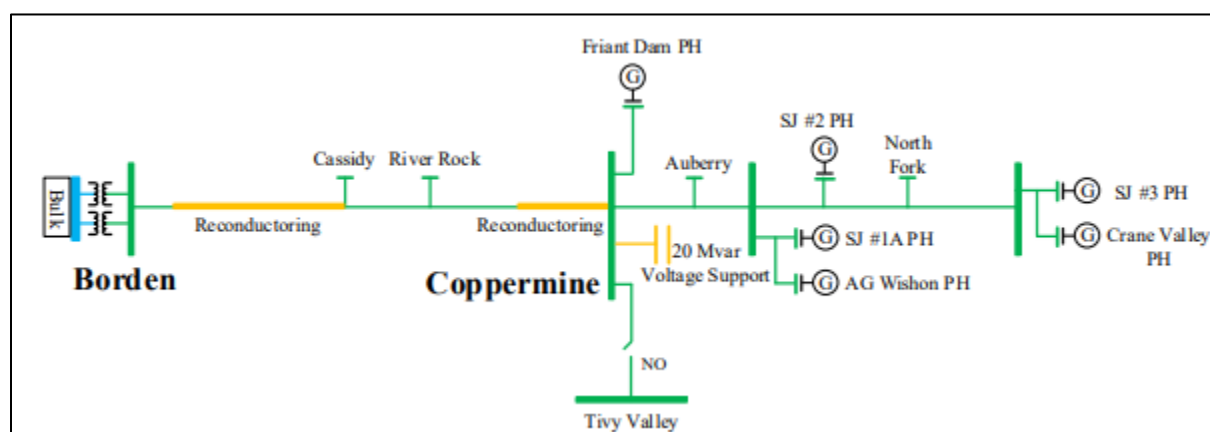 Friant Dam PH
G
SJ #2 PH
G
North
Fork
Cassidy
River Rock
Auberry
Bulk
G
SJ #3 PH
Reconductoring
Reconductoring
G
SJ #1A PH
G
Crane Valley
PH
20 Mvar
Voltage Support
Borden
Coppermine
G
AG Wishon PH
NO
Tivy Valley